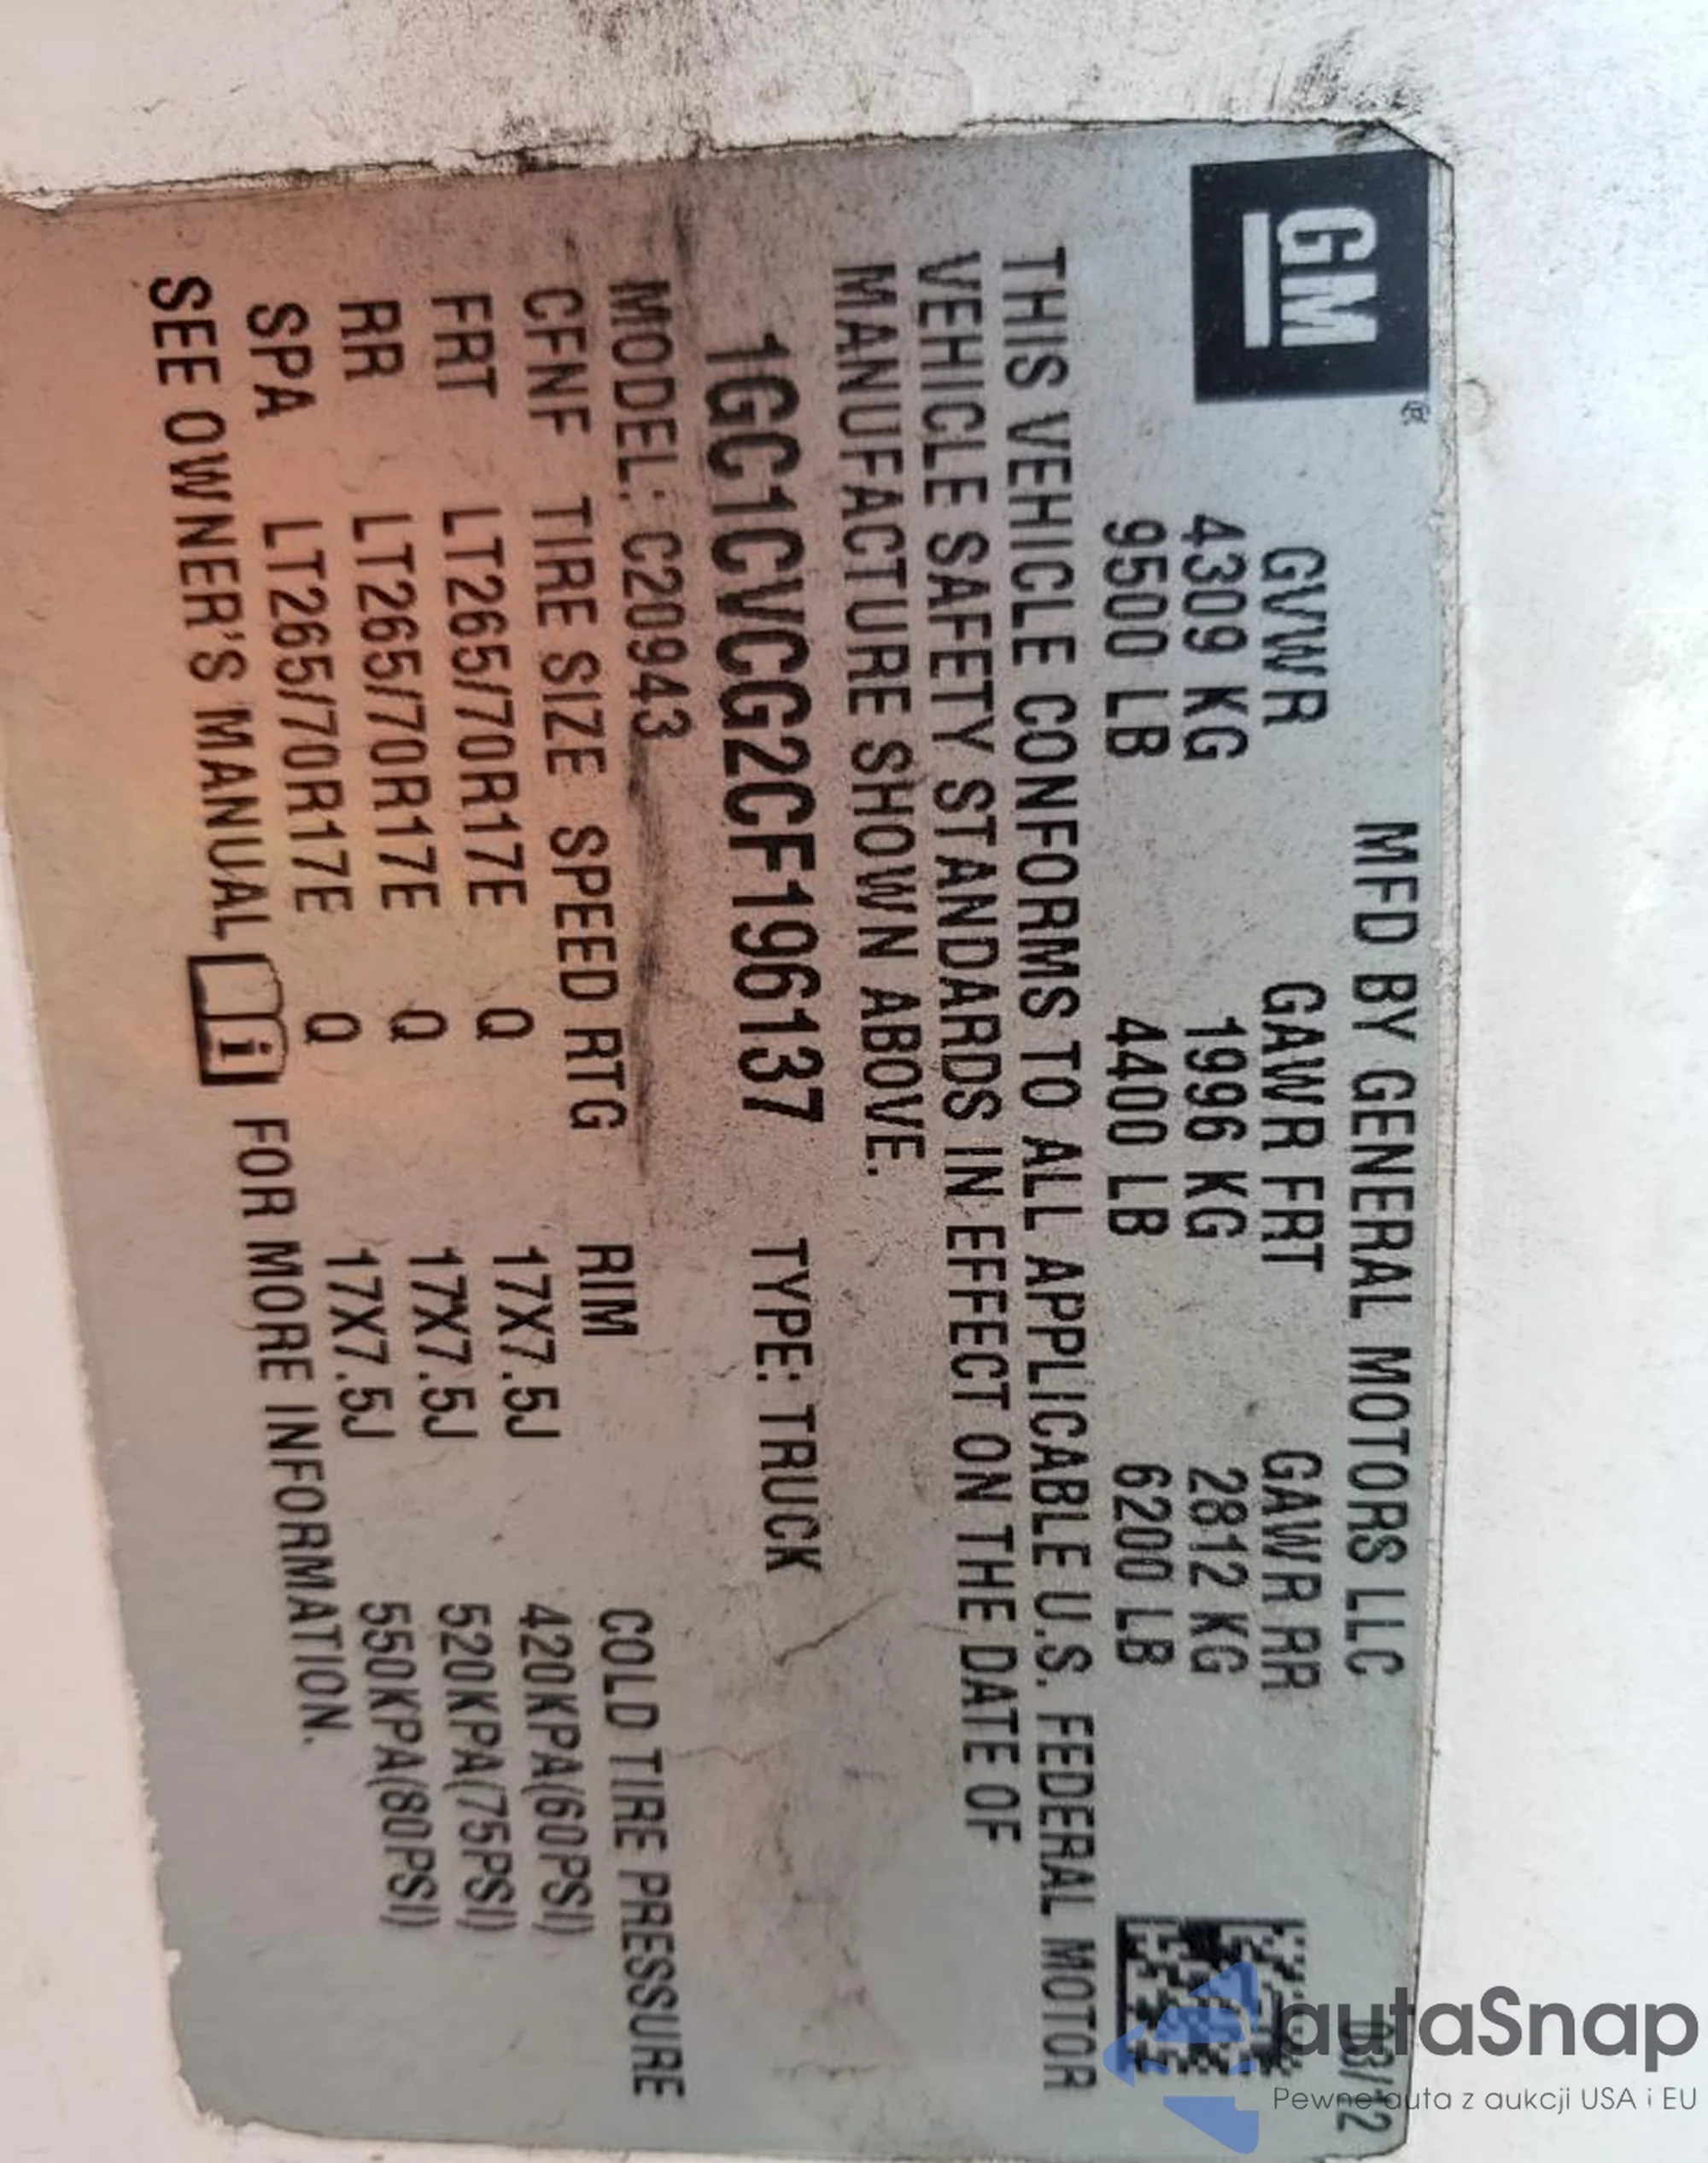 GM®
MFD BY GENERAL MOTORS LLC 03/12
GVWR GAWR FRT GAWR RR
4309 KG 1996 KG 2812 KG
9500 LB 4400 LB 6200 LB
THIS VEHICLE CONFORMS TO ALL APPLICABLE U.S. FEDERAL MOTOR
VEHICLE SAFETY STANDARDS IN EFFECT ON THE DATE OF
MANUFACTURE SHOWN ABOVE.
1GC1CVCG2CF196137 TYPE: TRUCK
MODEL: C20943
CFNF TIRE SIZE SPEED RTG RIM COLD TIRE PRESSURE
FRT LT265/70R17E Q 17X7.5J 420KPA(60PSI)
RR LT265/70R17E Q 17X7.5J 520KPA(75PSI)
SPA LT265/70R17E Q 17X7.5J 550KPA(80PSI)
SEE OWNER'S MANUAL i FOR MORE INFORMATION.
autaSnap
Pewne auta z aukcji USA i EU